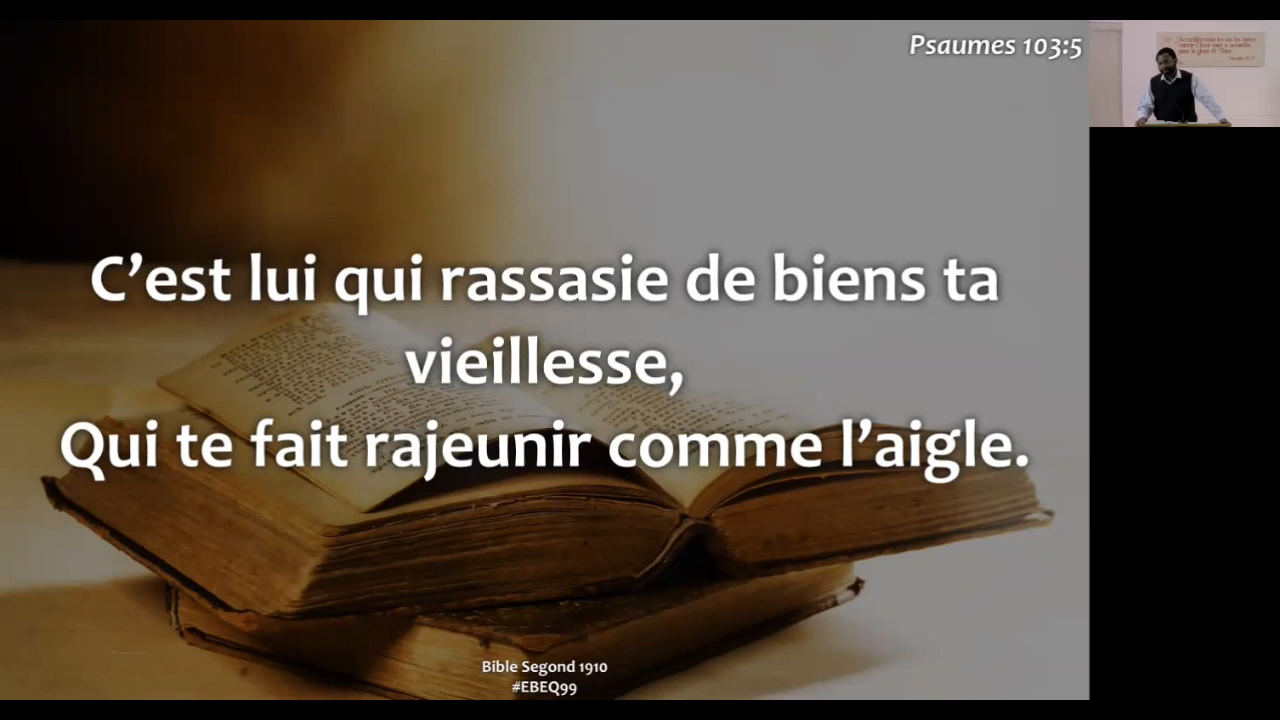 Psaumes 103:5
C’est lui qui rassasie de biens ta
vieillesse,
Qui te fait rajeunir comme l’aigle.
Bible Segond 1910
#EBEQ99